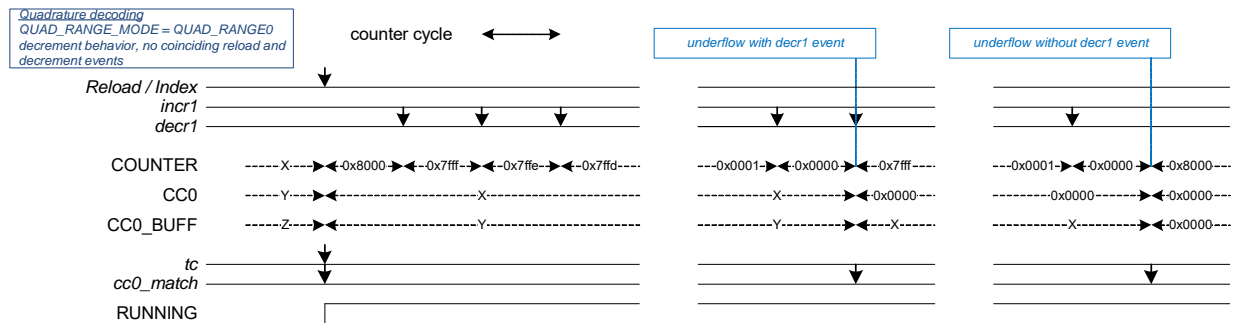 Quadrature decoding
QUAD_RANGE_MODE = QUAD_RANGE0
decrement behavior, no coinciding reload and
decrement events
counter cycle
underflow with decr1 event
underflow without decr1 event
Reload / Index
incr1
decr1
COUNTER X 0x8000 0x7fff 0x7ffe 0x7ffd 0x0001 0x0000 0x7fff 0x0001 0x0000 0x8000
CC0 Y X X 0x0000 0x0000 0x0000
CC0_BUFF Z Y Y X X 0x0000
tc
cc0_match
RUNNING